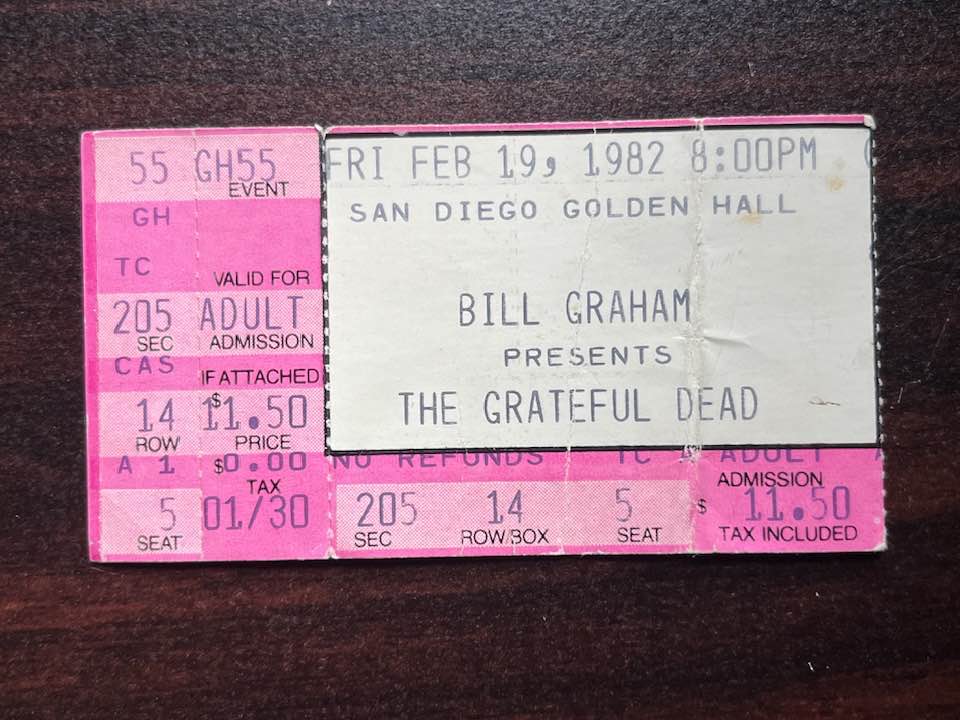 55 GH55
EVENT
GH
TC
VALID FOR
205 ADULT
SEC ADMISSION
CAS
IF ATTACHED
14 $11.50
ROW PRICE
A 1 $0.00
TAX
5 01/30
SEAT
FRI FEB 19, 1982 8:00PM
SAN DIEGO GOLDEN HALL
BILL GRAHAM
PRESENTS
THE GRATEFUL DEAD
NO REFUNDS TC ADULT
ADMISSION
205 14 5 $ 11.50
SEC ROW/BOX SEAT TAX INCLUDED